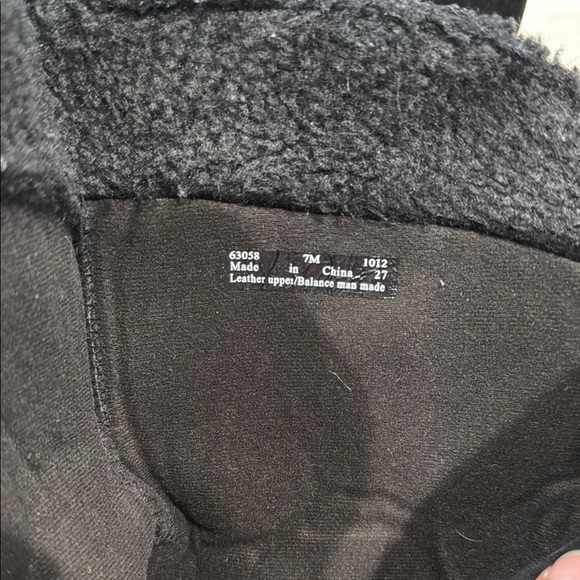 63058 7M 1012
Made in China 27
Leather upper/Balance man made